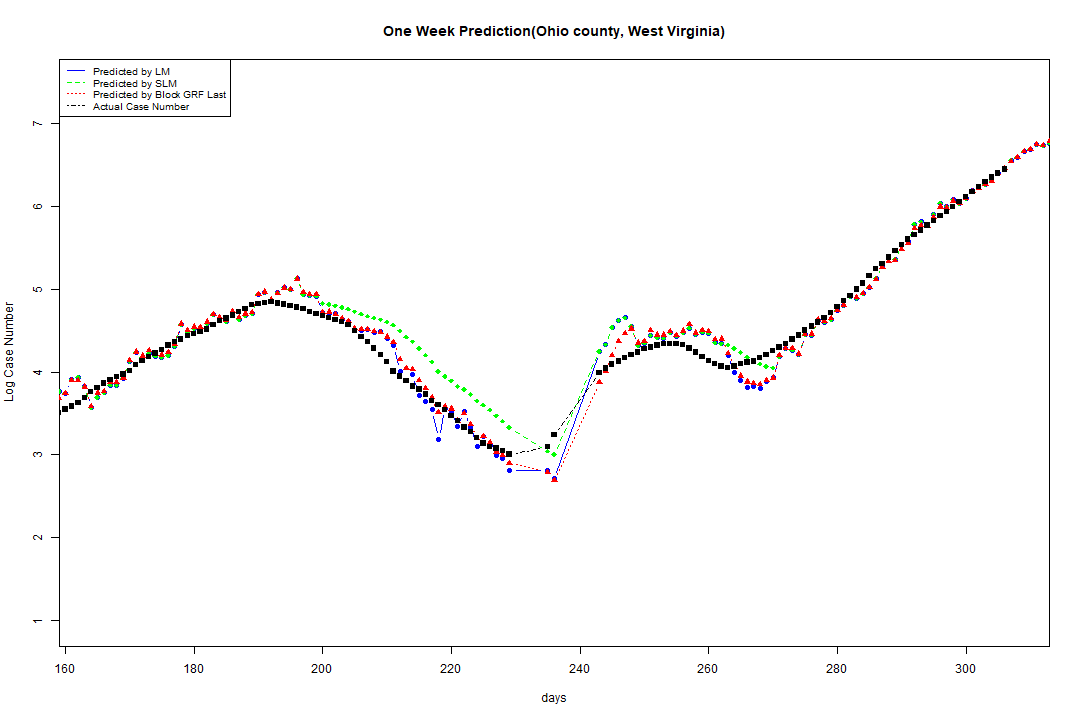 One Week Prediction(Ohio county, West Virginia)
Predicted by LM
Predicted by SLM
Predicted by Block GRF Last
Actual Case Number
Log Case Number
7
6
5
4
3
2
1
160 180 200 220 240 260 280 300
days